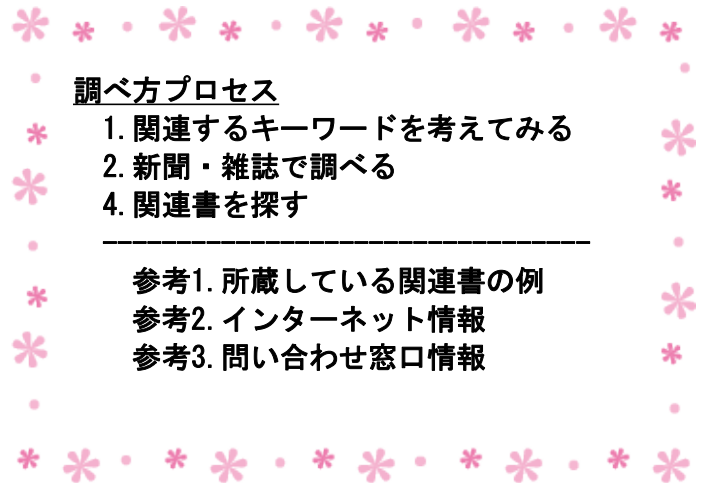 調べ方プロセス
1.関連するキーワードを考えてみる
2.新聞・雑誌で調べる
4.関連書を探す
---------------------------------
参考1.所蔵している関連書の例
参考2.インターネット情報
参考3.問い合わせ窓口情報